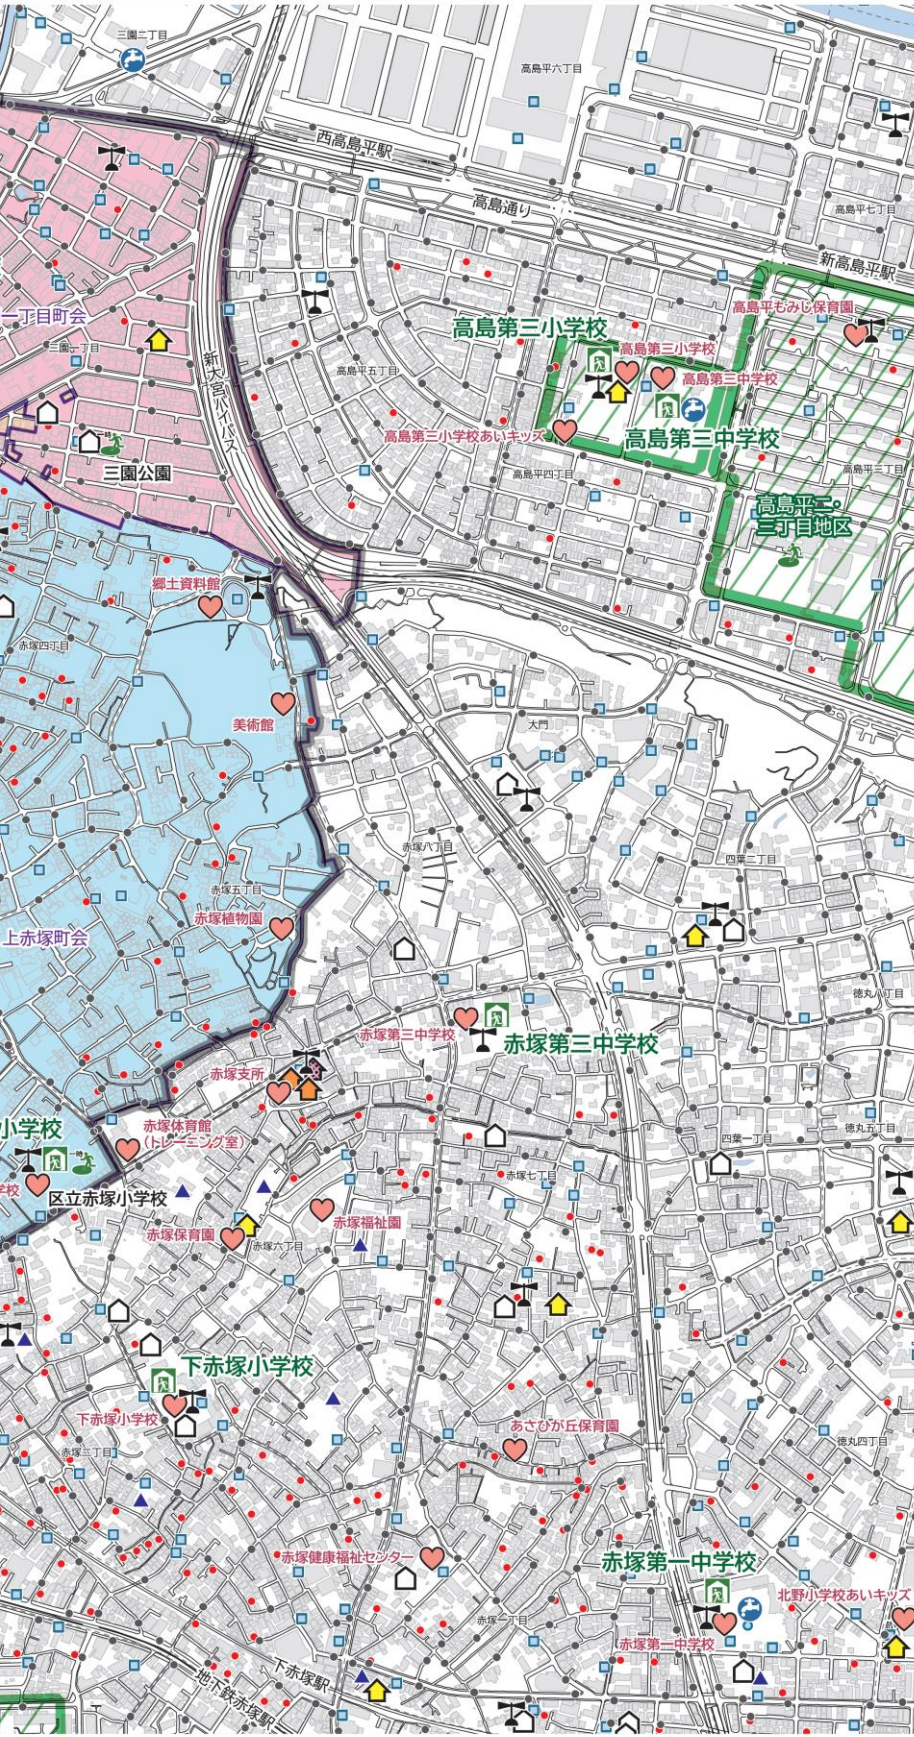 三園二丁目
高島平六丁目
西高島平駅
高島通り
高島平七丁目
新高島平駅
一丁目町会
三園一丁目
新大宮バイパス
高島平五丁目
高島第三小学校
高島第三小学校
高島平もみじ保育園
高島第三中学校
高島第三小学校あいキッズ
高島第三中学校
高島平四丁目
高島平三丁目
一時
三園公園
高島平二・
三丁目地区
郷土資料館
赤塚四丁目
美術館
大門
赤塚八丁目
四葉二丁目
赤塚五丁目
赤塚植物園
上赤塚町会
徳丸八丁目
赤塚第三中学校
赤塚第三中学校
赤塚支所
小学校
赤塚体育館
(トレーニング室)
四葉一丁目
徳丸五丁目
一時
学校
区立赤塚小学校
赤塚七丁目
赤塚福祉園
赤塚保育園
赤塚六丁目
下赤塚小学校
下赤塚小学校
あさひが丘保育園
赤塚二丁目
徳丸四丁目
赤塚健康福祉センター
赤塚第一中学校
北野小学校あいキッズ
赤塚一丁目
赤塚第一中学校
下赤塚駅
地下鉄赤塚駅